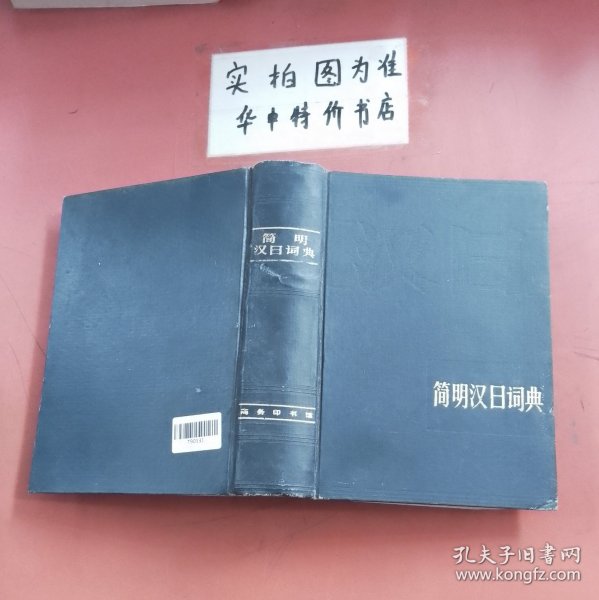 实拍图为准
华中特价书店
简明
汉日词典
商务印书馆
简明汉日词典
孔夫子旧书网
www.kongfz.com